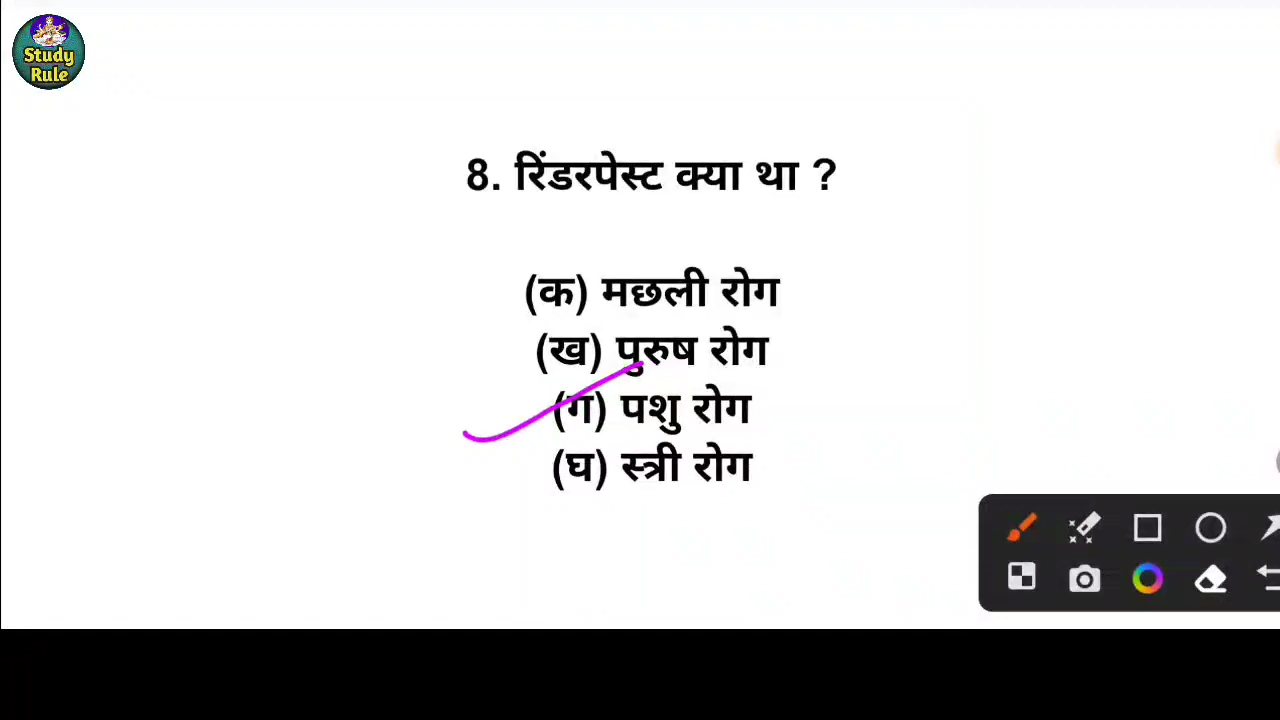 Study
Rule
8. रिंडरपेस्ट क्या था ?
(क) मछली रोग
(ख) पुरुष रोग
(ग) पशु रोग
(घ) स्त्री रोग